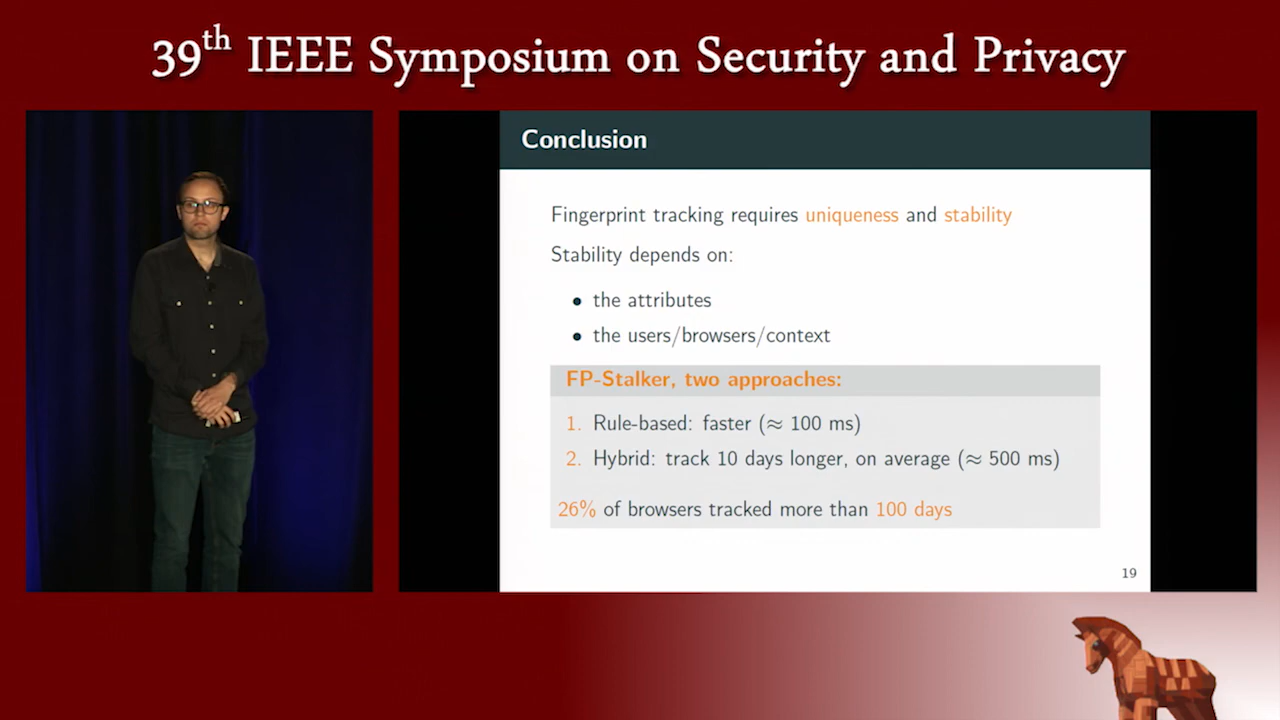 39th IEEE Symposium on Security and Privacy
Conclusion
Fingerprint tracking requires uniqueness and stability
Stability depends on:
• the attributes
• the users/browsers/context
FP-Stalker, two approaches:
1. Rule-based: faster (≈ 100 ms)
2. Hybrid: track 10 days longer, on average (≈ 500 ms)
26% of browsers tracked more than 100 days
19